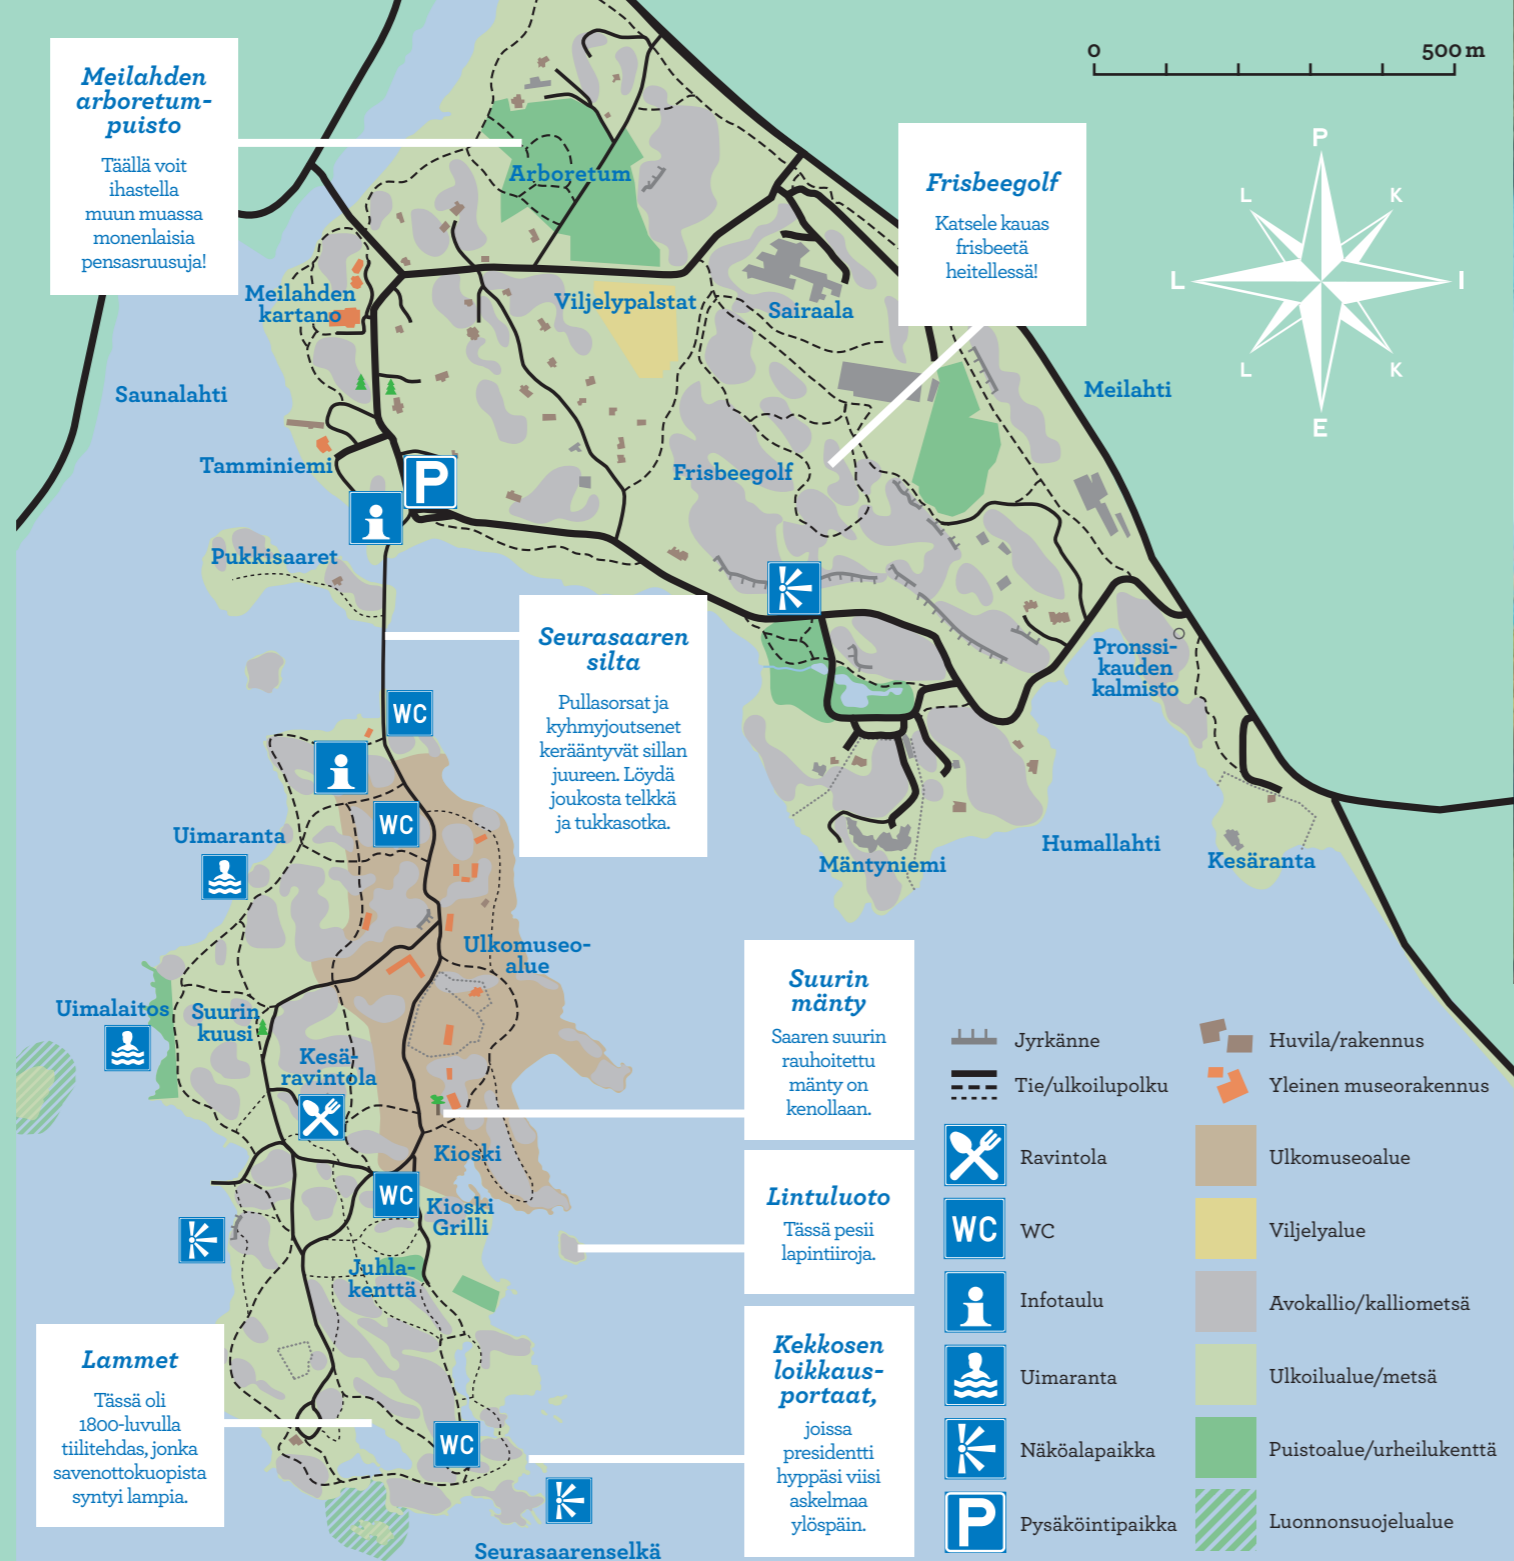 Meilahden
arboretum-
puisto
Täällä voit
ihastella
muun muassa
monenlaisia
pensasruusuja!
0 500 m
Frisbeegolf
Katsele kauas
frisbeetä
heitellessä!
P
L K
L I
L K
E
Arboretum
Meilahden
kartano
Viljelypalstat
Sairaala
Saunalahti
Meilahti
Tamminiemi
P
i
Frisbeegolf
Pukkisaaret
Seurasaaren
silta
Pullasorsat ja
kyhmyjoutsenet
kerääntyvät sillan
juureen. Löydä
joukosta telkkä
ja tukkasotka.
Pronssi-
kauden
kalmisto
WC
i
WC
Uimaranta
Mäntyniemi
Humallahti
Kesäranta
Ulkomuseo-
alue
Uimalaitos
Suurin
kuusi
Kesä-
ravintola
Suurin
mänty
Saaren suurin
rauhoitettu
mänty on
kenollaan.
Kioski
WC
Kioski
Grilli
Lintuluoto
Tässä pesii
lapintiiroja.
Juhla-
kenttä
Lammet
Tässä oli
1800-luvulla
tiilitehdas, jonka
savenottokuopista
syntyi lampia.
WC
Kekkosen
loikkaus-
portaat,
joissa
presidentti
hyppäsi viisi
askelmaa
ylöspäin.
Seurasaarenselkä
Jyrkänne
Tie/ulkoilupolku
Ravintola
WC WC
i Infotaulu
Uimaranta
Näköalapaikka
P Pysäköintipaikka
Huvila/rakennus
Yleinen museorakennus
Ulkomuseoalue
Viljelyalue
Avokallio/kalliometsä
Ulkoilualue/metsä
Puistoalue/urheilukenttä
Luonnonsuojelualue